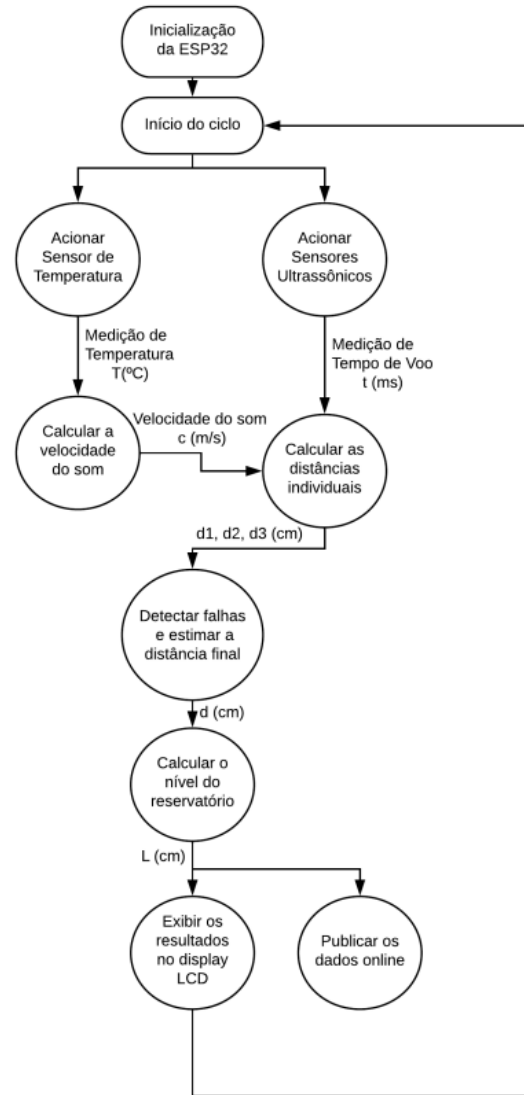 Inicialização
da ESP32
Início do ciclo
Acionar
Sensor de
Temperatura
Acionar
Sensores
Ultrassônicos
Medição de
Temperatura
T(ºC)
Medição de
Tempo de Voo
t (ms)
Calcular a
velocidade
do som
Velocidade do som
c (m/s)
Calcular as
distâncias
individuais
d1, d2, d3 (cm)
Detectar falhas
e estimar a
distância final
d (cm)
Calcular o
nível do
reservatório
L (cm)
Exibir os
resultados
no display
LCD
Publicar os
dados online